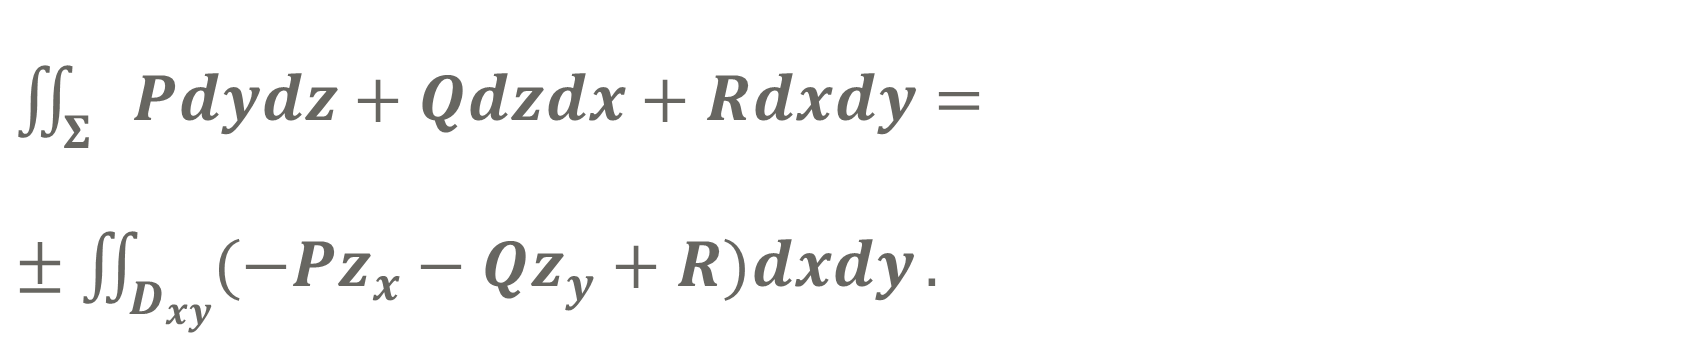 ∬_Σ Pdydz + Qdzdx + Rdxdy =
± ∬_{D_{xy}} (−Pz_x − Qz_y + R)dxdy.